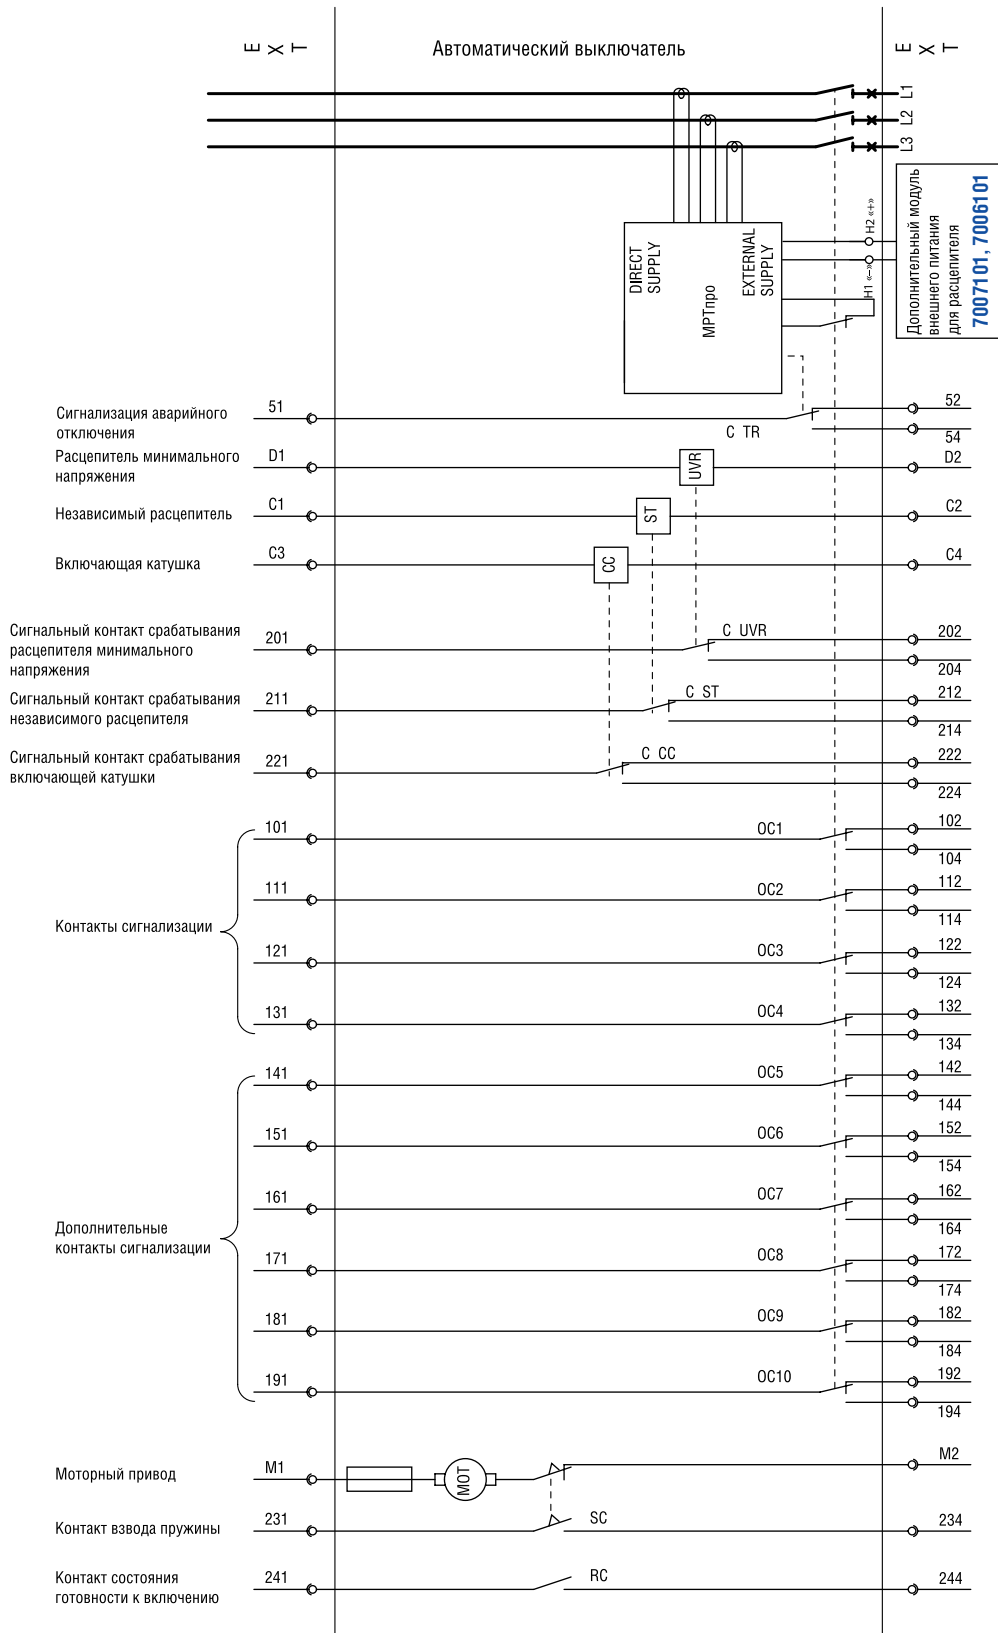 Е Х Т
Автоматический выключатель
Е Х Т
L1
L2
L3
DIRECT
SUPPLY
МРТпро
EXTERNAL
SUPPLY
H2 «+»
H1 «–»
Дополнительный модуль
внешнего питания
для расцепителя
7007101, 7006101
Сигнализация аварийного
отключения
51
C TR
52
54
Расцепитель минимального
напряжения
D1
UVR
D2
Независимый расцепитель
C1
ST
C2
Включающая катушка
C3
CC
C4
Сигнальный контакт срабатывания
расцепителя минимального
напряжения
201
C UVR
202
204
Сигнальный контакт срабатывания
независимого расцепителя
211
C ST
212
214
Сигнальный контакт срабатывания
включающей катушки
221
C CC
222
224
Контакты сигнализации
101
OC1
102
104
111
OC2
112
114
121
OC3
122
124
131
OC4
132
134
Дополнительные
контакты сигнализации
141
OC5
142
144
151
OC6
152
154
161
OC7
162
164
171
OC8
172
174
181
OC9
182
184
191
OC10
192
194
Моторный привод
M1
МОТ
M2
Контакт взвода пружины
231
SC
234
Контакт состояния
готовности к включению
241
RC
244